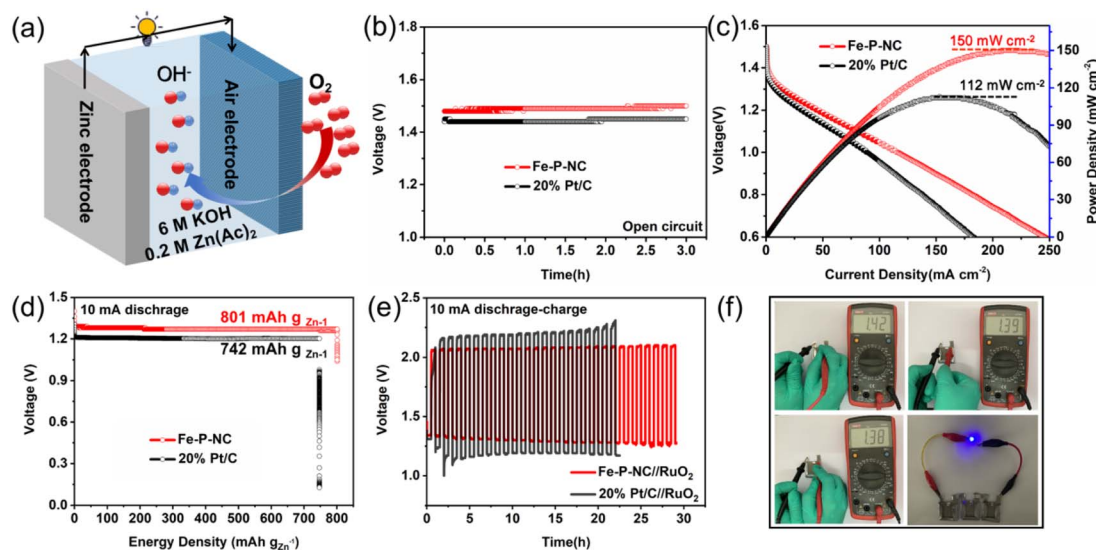 (a)
Zinc electrode
OH-
Air electrode
O2
6 M KOH
0.2 M Zn(Ac)2
(b)
Voltage (V)
1.8
1.6
1.4
1.2
1.0
Fe-P-NC
20% Pt/C
Open circuit
0.0 0.5 1.0 1.5 2.0 2.5 3.0
Time(h)
(c)
Voltage(V)
1.6
1.4
1.2
1.0
0.8
0.6
Fe-P-NC
20% Pt/C
150 mW cm-2
112 mW cm-2
150
120
90
60
30
0
Power Density (mW cm-2)
0 50 100 150 200 250
Current Density(mA cm-2)
(d)
Voltage (V)
1.5
1.2
0.9
0.6
0.3
0.0
10 mA dischrage
801 mAh g Zn-1
742 mAh g Zn-1
Fe-P-NC
20% Pt/C
0 100 200 300 400 500 600 700 800
Energy Density (mAh gZn-1)
(e)
Voltage (V)
2.5
2.0
1.5
1.0
10 mA dischrage-charge
Fe-P-NC//RuO2
20% Pt/C//RuO2
0 5 10 15 20 25 30
Time(h)
(f)
1.42
1.39
1.38